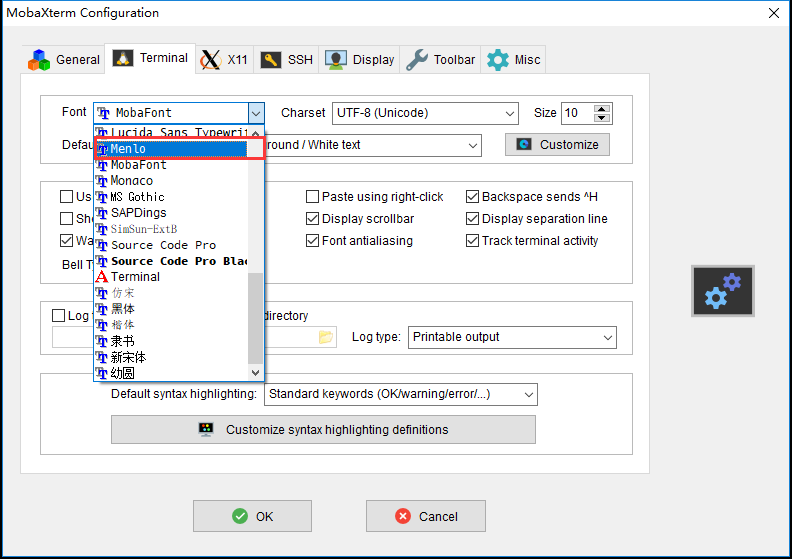 MobaXterm Configuration
General
Terminal
X11
SSH
Display
Toolbar
Misc
Font
MobaFont
Charset
UTF-8 (Unicode)
Size
10
Lucida Sans Typewri
Menlo
MobaFont
Monaco
MS Gothic
SAPDings
SimSun-ExtB
Source Code Pro
Source Code Pro Blac
Terminal
仿宋
黑体
楷体
隶书
新宋体
幼圆
Defau
round / White text
Customize
Us
Paste using right-click
Backspace sends ^H
Sho
Display scrollbar
Display separation line
Wa
Font antialiasing
Track terminal activity
Bell Ty
Log
directory
Log type:
Printable output
Default syntax highlighting:
Standard keywords (OK/warning/error/...)
Customize syntax highlighting definitions
OK
Cancel